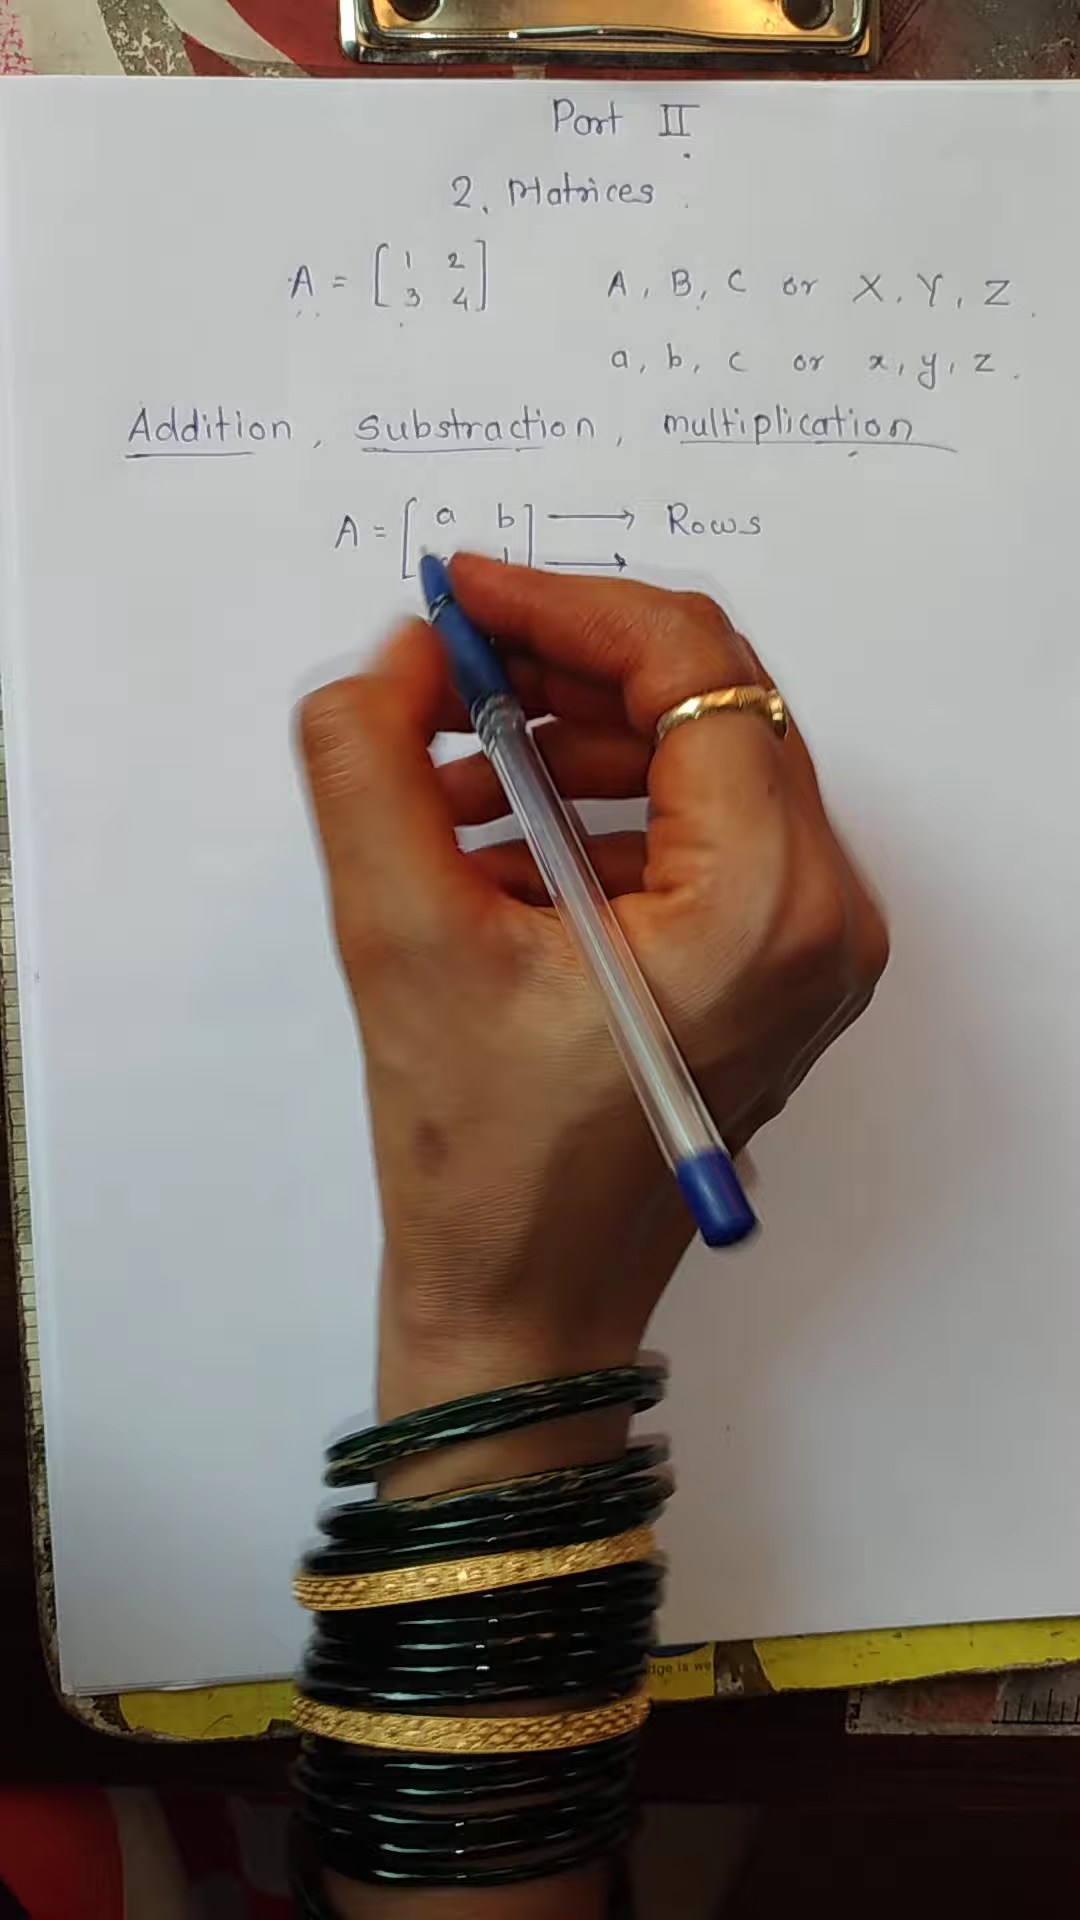 Part II
2. Matrices
A = [ 1 2
3 4 ]
A, B, C or X, Y, Z.
a, b, c or x, y, z.
Addition, Substraction, multiplication
A = [ a b ] → Rows
→